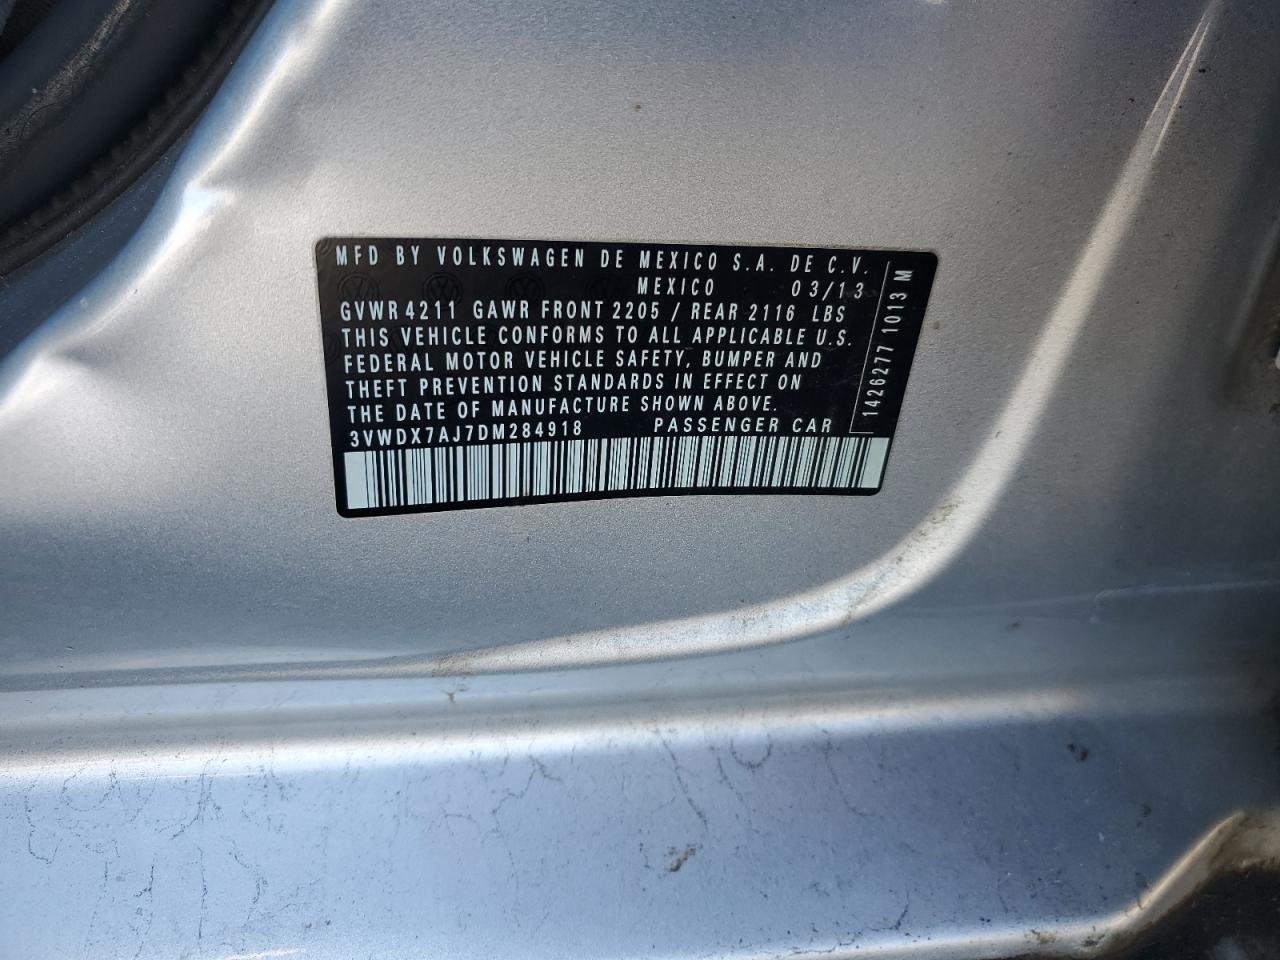 MFD BY VOLKSWAGEN DE MEXICO S.A. DE C.V.
MEXICO 03/13
GVWR 4211 GAWR FRONT 2205 / REAR 2116 LBS
THIS VEHICLE CONFORMS TO ALL APPLICABLE U.S.
FEDERAL MOTOR VEHICLE SAFETY, BUMPER AND
THEFT PREVENTION STANDARDS IN EFFECT ON
THE DATE OF MANUFACTURE SHOWN ABOVE.
3VWDX7AJ7DM284918 PASSENGER CAR
1426277 1013 M